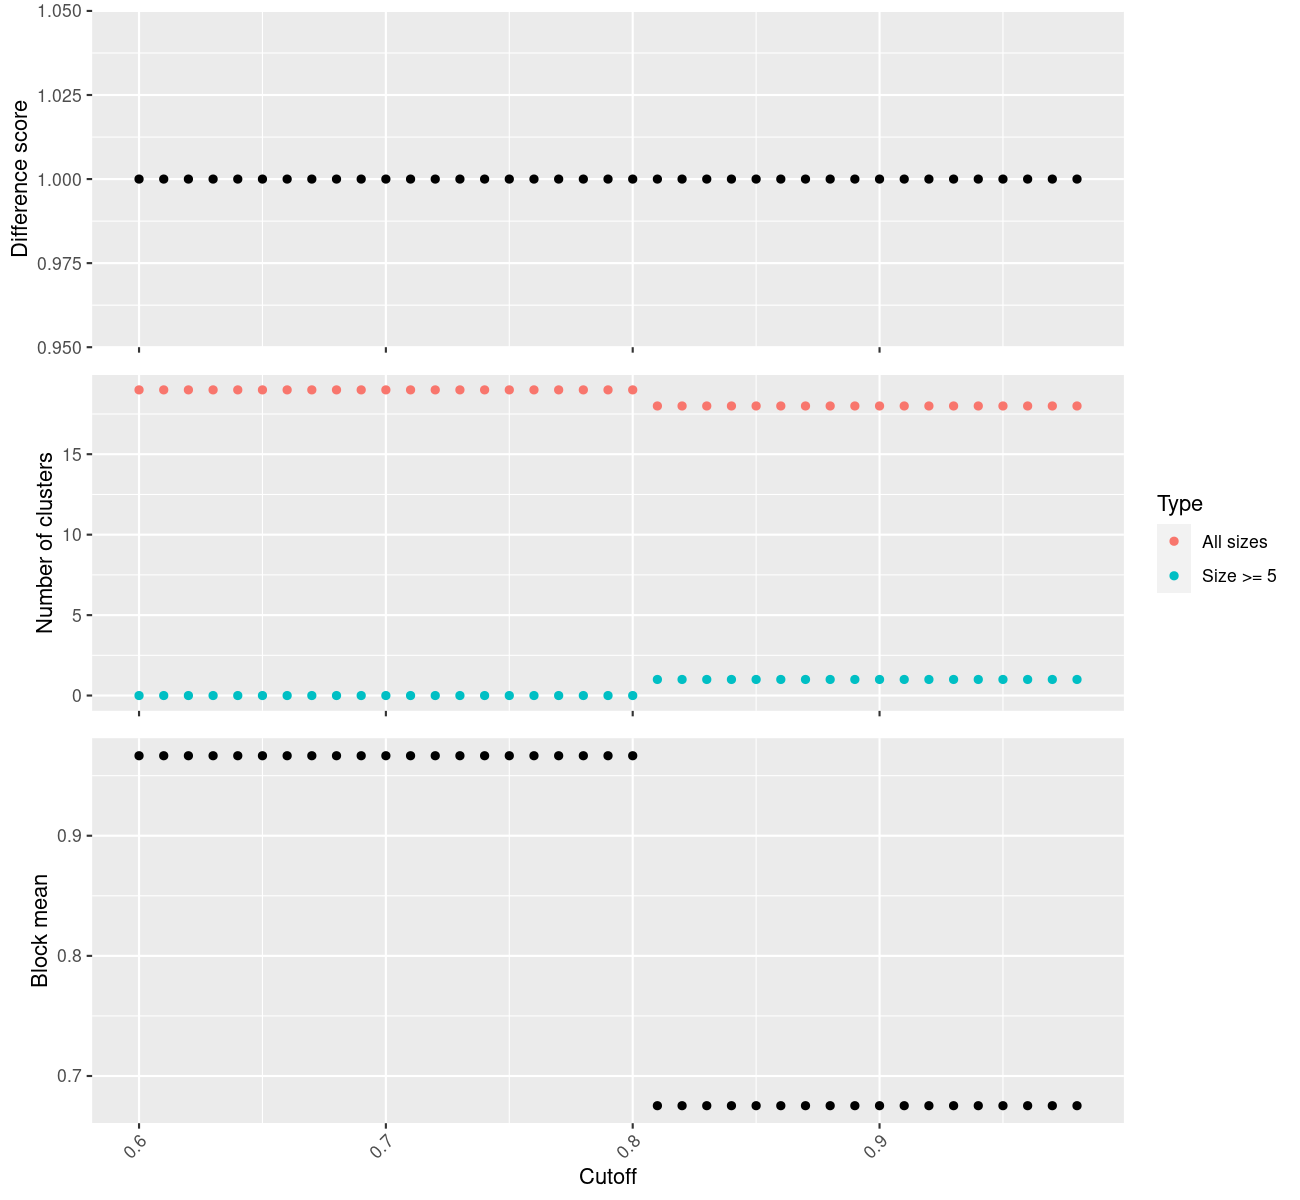 1.050
1.025
1.000
0.975
0.950
Difference score
15
10
5
0
Number of clusters
0.9
0.8
0.7
Block mean
0.6
0.7
0.8
0.9
Cutoff
Type
All sizes
Size >= 5